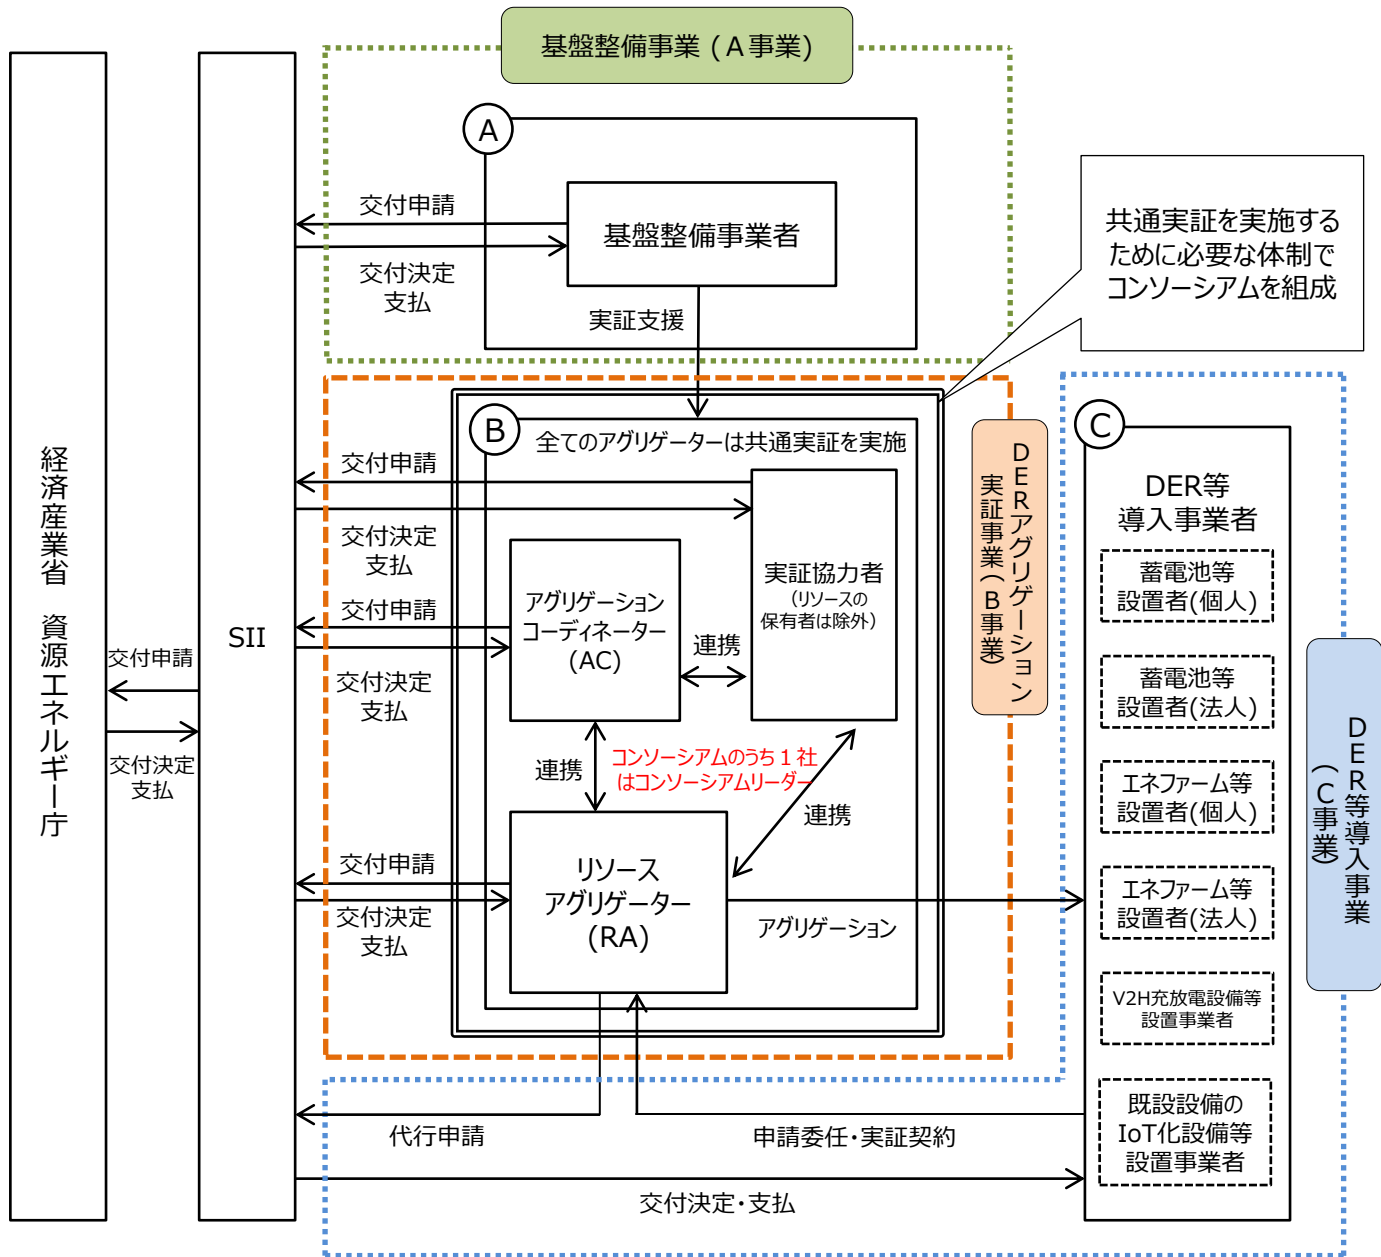 基盤整備事業 ( A 事業)
A
基盤整備事業者
交付申請
交付決定
支払
実証支援
共通実証を実施する
ために必要な体制で
コンソーシアムを組成
経済産業省 資源エネルギー庁
交付申請
交付決定
支払
SII
B
全てのアグリゲーターは共通実証を実施
DERアグリゲーション
実証事業(B事業)
交付申請
交付決定
支払
実証協力者
(リソースの
保有者は除外)
交付申請
交付決定
支払
アグリゲーション
コーディネーター
(AC)
連携
連携
コンソーシアムのうち１社
はコンソーシアムリーダー
連携
交付申請
交付決定
支払
リソース
アグリゲーター
(RA)
アグリゲーション
C
DER等
導入事業者
蓄電池等
設置者(個人)
蓄電池等
設置者(法人)
エネファーム等
設置者(個人)
エネファーム等
設置者(法人)
V2H充放電設備等
設置事業者
既設設備の
IoT化設備等
設置事業者
DER等導入事業
(C事業)
代行申請
申請委任・実証契約
交付決定・支払